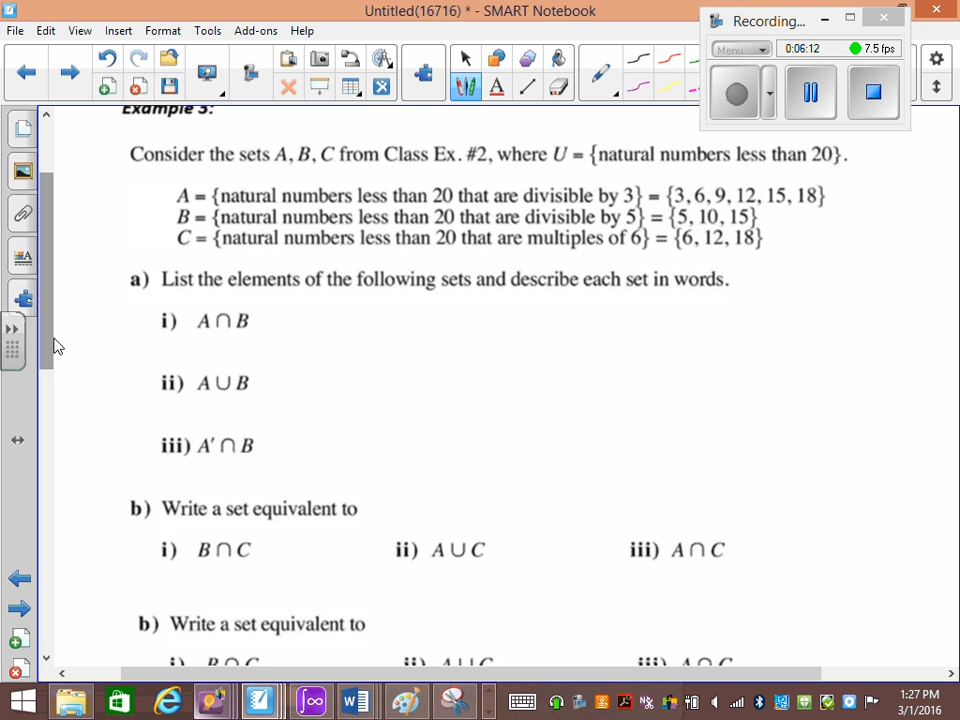 Untitled(16716) * - SMART Notebook
File Edit View Insert Format Tools Add-ons Help
Recording...
Menu 0:06:12 7.5 fps
Example 3:
Consider the sets A, B, C from Class Ex. #2, where U = {natural numbers less than 20}.
A = {natural numbers less than 20 that are divisible by 3} = {3, 6, 9, 12, 15, 18}
B = {natural numbers less than 20 that are divisible by 5} = {5, 10, 15}
C = {natural numbers less than 20 that are multiples of 6} = {6, 12, 18}
a) List the elements of the following sets and describe each set in words.
i) A ∩ B
ii) A ∪ B
iii) A′ ∩ B
b) Write a set equivalent to
i) B ∩ C ii) A ∪ C iii) A ∩ C
b) Write a set equivalent to
i) B ∩ C ii) A ∪ C iii) A ∩ C
1:27 PM
3/1/2016